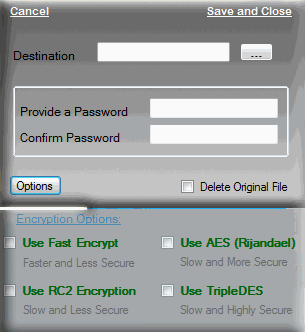 Cancel Save and Close
Destination ...
Provide a Password
Confirm Password
Options Delete Original File
Encryption Options:
Use Fast Encrypt Use AES (Rijandael)
Faster and Less Secure Slow and More Secure
Use RC2 Encryption Use TripleDES
Slow and Less Secure Slow and Highly Secure